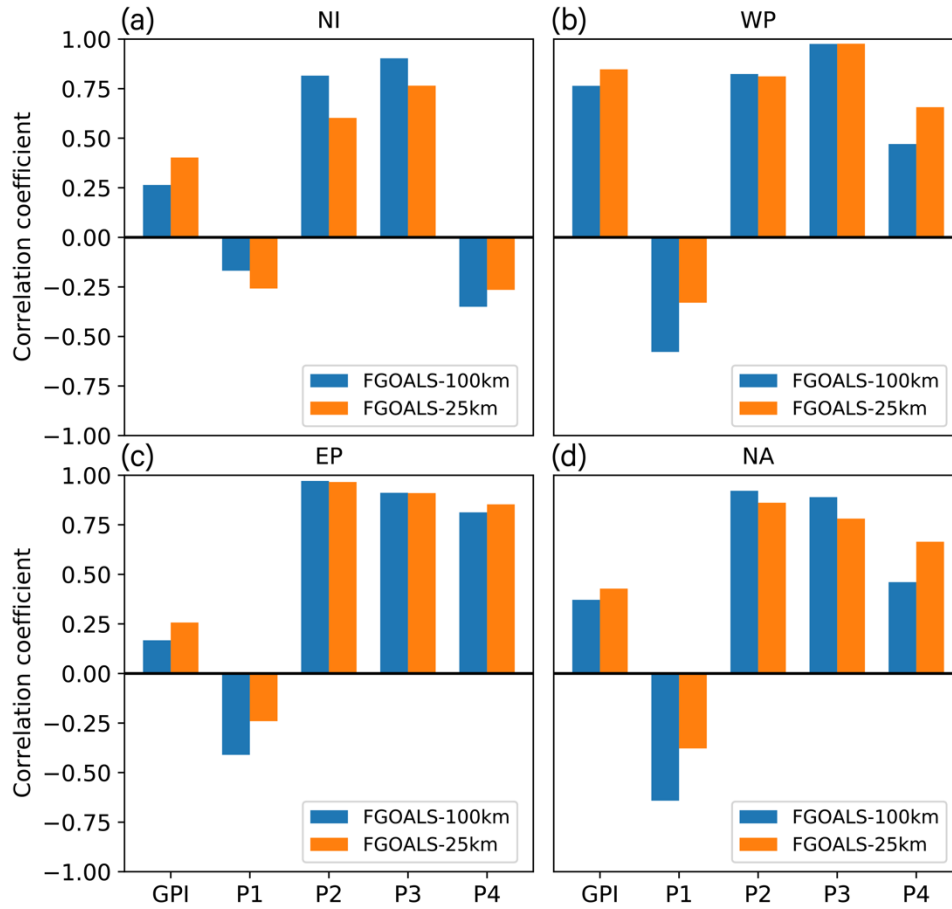 (a) NI
(b) WP
Correlation coefficient
1.00
0.75
0.50
0.25
0.00
−0.25
−0.50
−0.75
−1.00
FGOALS-100km
FGOALS-25km
FGOALS-100km
FGOALS-25km
(c) EP
(d) NA
Correlation coefficient
1.00
0.75
0.50
0.25
0.00
−0.25
−0.50
−0.75
−1.00
FGOALS-100km
FGOALS-25km
FGOALS-100km
FGOALS-25km
GPI P1 P2 P3 P4
GPI P1 P2 P3 P4